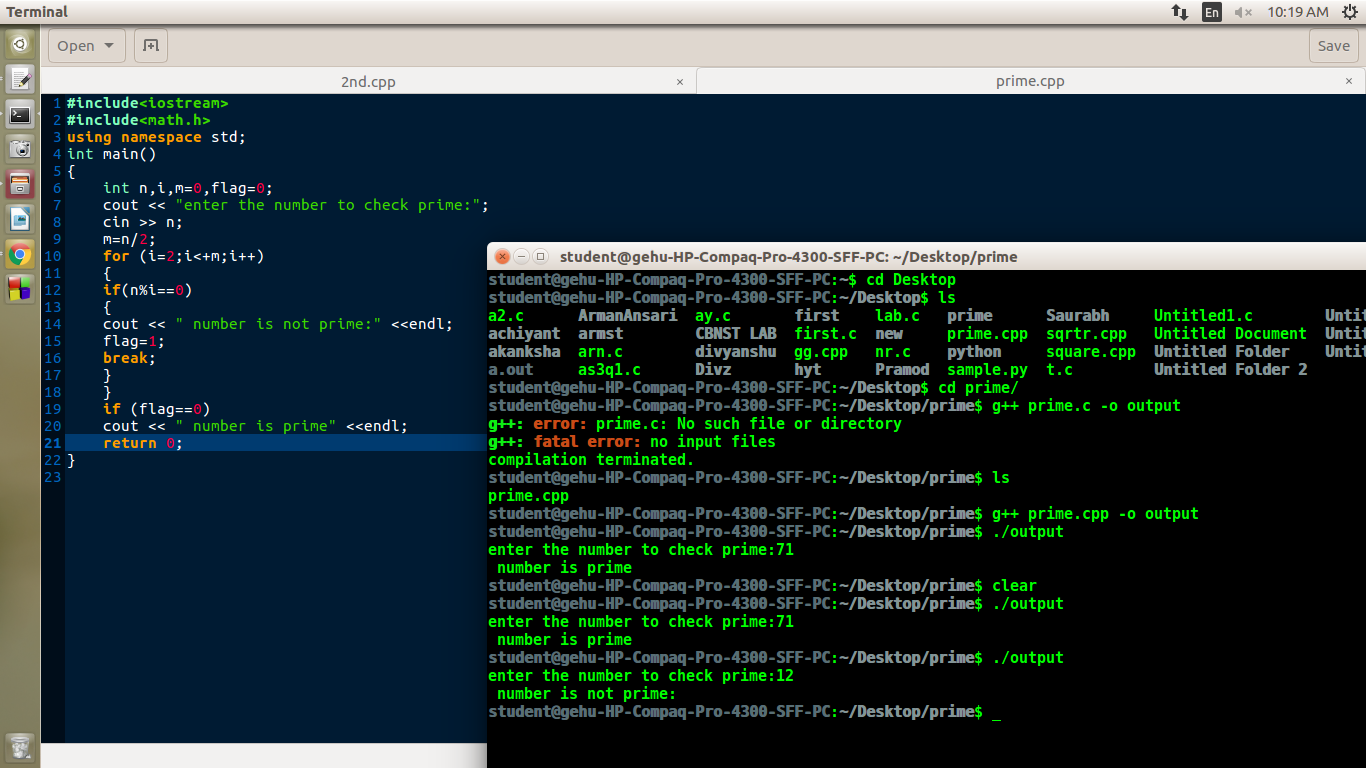 Terminal
En
10:19 AM
Open
Save
2nd.cpp ×
prime.cpp ×
1 #include<iostream>
2 #include<math.h>
3 using namespace std;
4 int main()
5 {
6 int n,i,m=0,flag=0;
7 cout << "enter the number to check prime:";
8 cin >> n;
9 m=n/2;
10 for (i=2;i<+m;i++)
11 {
12 if(n%i==0)
13 {
14 cout << " number is not prime:" <<endl;
15 flag=1;
16 break;
17 }
18 }
19 if (flag==0)
20 cout << " number is prime" <<endl;
21 return 0;
22 }
23
student@gehu-HP-Compaq-Pro-4300-SFF-PC: ~/Desktop/prime
student@gehu-HP-Compaq-Pro-4300-SFF-PC:~$ cd Desktop
student@gehu-HP-Compaq-Pro-4300-SFF-PC:~/Desktop$ ls
a2.c ArmanAnsari ay.c first lab.c prime Saurabh Untitled1.c Untit
achiyant armst CBNST LAB first.c new prime.cpp sqrtr.cpp Untitled Document Untit
akanksha arn.c divyanshu gg.cpp nr.c python square.cpp Untitled Folder Untit
a.out as3q1.c Divz hyt Pramod sample.py t.c Untitled Folder 2
student@gehu-HP-Compaq-Pro-4300-SFF-PC:~/Desktop$ cd prime/
student@gehu-HP-Compaq-Pro-4300-SFF-PC:~/Desktop/prime$ g++ prime.c -o output
g++: error: prime.c: No such file or directory
g++: fatal error: no input files
compilation terminated.
student@gehu-HP-Compaq-Pro-4300-SFF-PC:~/Desktop/prime$ ls
prime.cpp
student@gehu-HP-Compaq-Pro-4300-SFF-PC:~/Desktop/prime$ g++ prime.cpp -o output
student@gehu-HP-Compaq-Pro-4300-SFF-PC:~/Desktop/prime$ ./output
enter the number to check prime:71
number is prime
student@gehu-HP-Compaq-Pro-4300-SFF-PC:~/Desktop/prime$ clear
student@gehu-HP-Compaq-Pro-4300-SFF-PC:~/Desktop/prime$ ./output
enter the number to check prime:71
number is prime
student@gehu-HP-Compaq-Pro-4300-SFF-PC:~/Desktop/prime$ ./output
enter the number to check prime:12
number is not prime:
student@gehu-HP-Compaq-Pro-4300-SFF-PC:~/Desktop/prime$ _